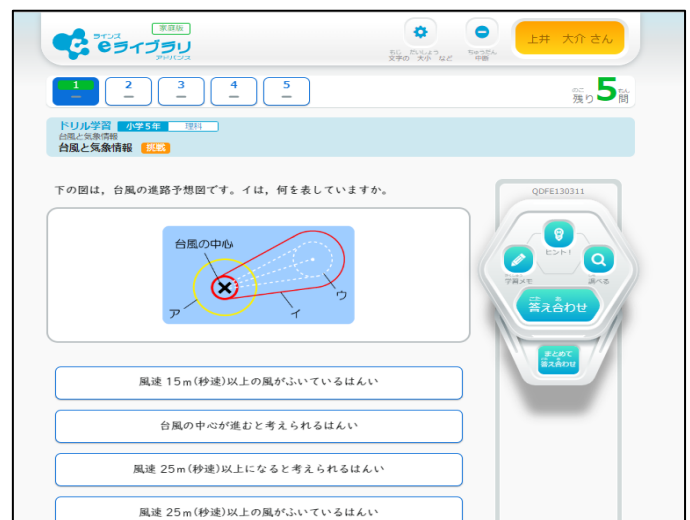 家庭版
ラインズ
eライブラリ
アドバンス
もじ だいしょう
文字の 大小 など
ちゅうだん
中断
上井 大介 さん
1 2 3 4 5
のこ もん
残り5問
ドリル学習 小学5年 理科
台風と気象情報
台風と気象情報 挑戦
下の図は，台風の進路予想図です。イは，何を表していますか。
QDFE130311
台風の中心
ア
イ
ウ
ヒント！
学習メモ
調べる
こた あ
答え合わせ
まとめて
答え合わせ
風速 15m(秒速)以上の風がふいているはんい
台風の中心が進むと考えられるはんい
風速 25m(秒速)以上になると考えられるはんい
風速 25m(秒速)以上の風がふいているはんい